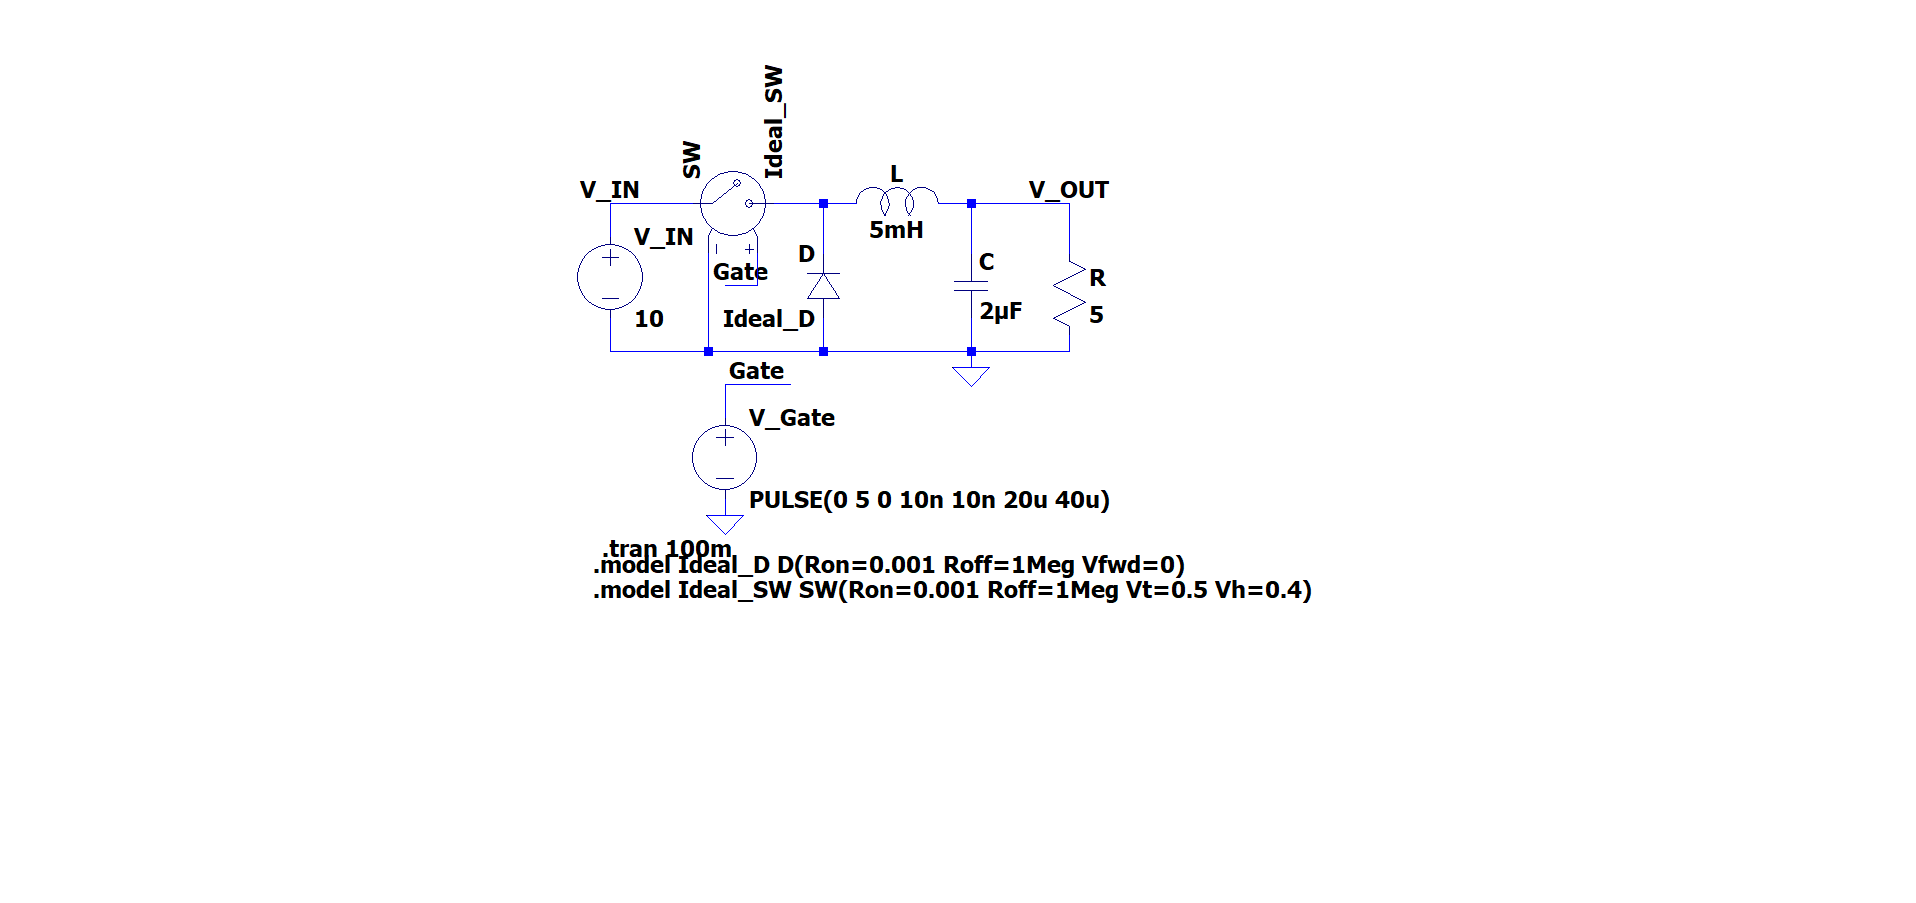 Ideal_SW
SW
L
V_IN
V_OUT
5mH
V_IN
D
C
Gate
R
10
Ideal_D
2µF
5
Gate
V_Gate
PULSE(0 5 0 10n 10n 20u 40u)
.tran 100m
.model Ideal_D D(Ron=0.001 Roff=1Meg Vfwd=0)
.model Ideal_SW SW(Ron=0.001 Roff=1Meg Vt=0.5 Vh=0.4)